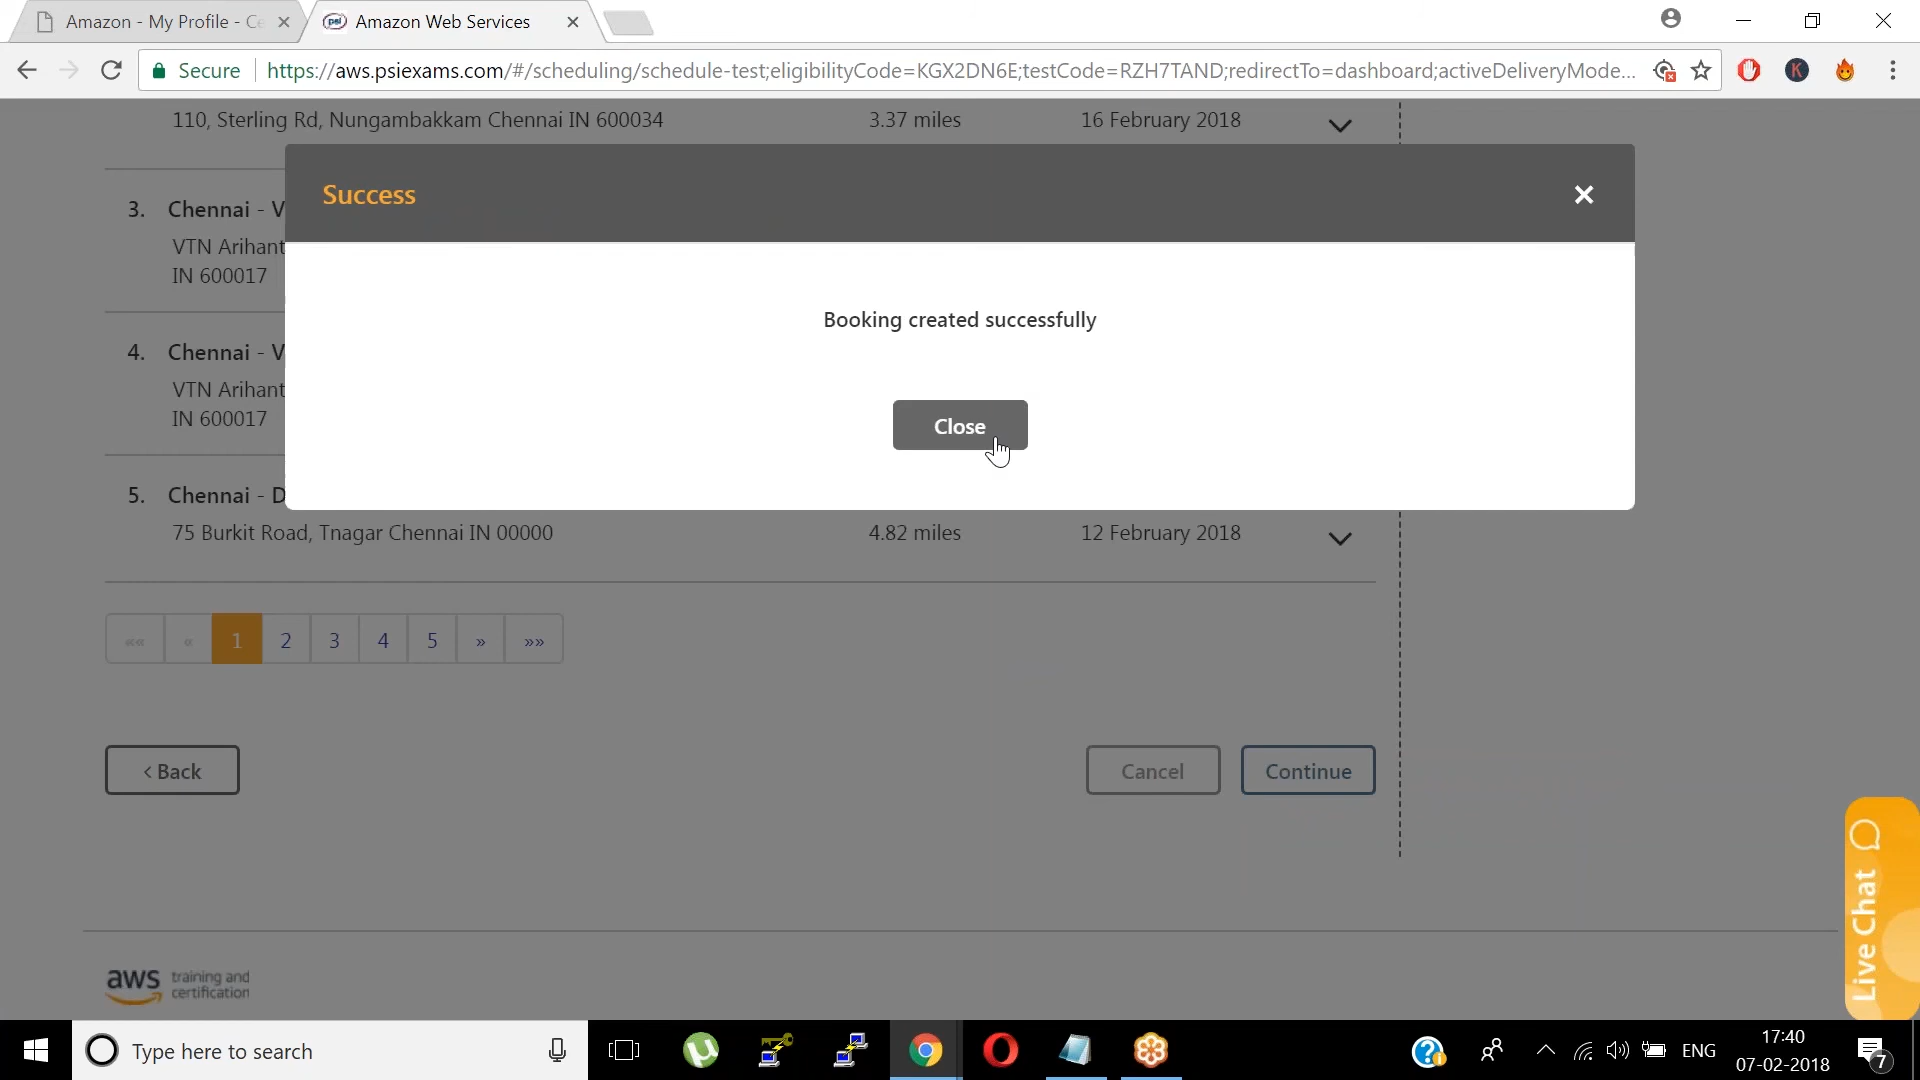 Amazon - My Profile - Ce
psi Amazon Web Services
Secure https://aws.psiexams.com/#/scheduling/schedule-test;eligibilityCode=KGX2DN6E;testCode=RZH7TAND;redirectTo=dashboard;activeDeliveryMode...
K
110, Sterling Rd, Nungambakkam Chennai IN 600034 3.37 miles 16 February 2018
Success
3. Chennai - V
VTN Arihant
IN 600017
Booking created successfully
4. Chennai - V
VTN Arihant
IN 600017
Close
5. Chennai - D
75 Burkit Road, Tnagar Chennai IN 00000 4.82 miles 12 February 2018
«« « 1 2 3 4 5 » »»
< Back Cancel Continue
Live Chat
aws training and
certification
Type here to search
ENG
17:40
07-02-2018
7